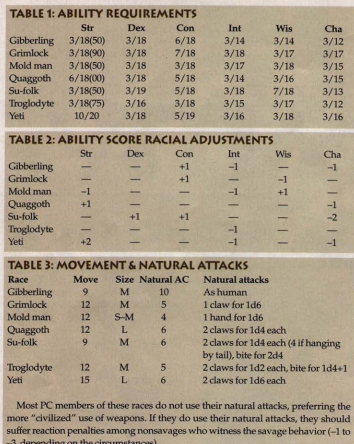 TABLE 1: ABILITY REQUIREMENTS
Str Dex Con Int Wis Cha
Gibberling 3/18(50) 3/18 6/18 3/14 3/14 3/12
Grimlock 3/18(90) 3/18 7/18 3/18 3/17 3/17
Mold man 3/18(50) 3/18 3/18 3/17 3/18 3/15
Quaggoth 6/18(00) 3/18 5/18 3/14 3/16 3/15
Su-folk 3/18(50) 3/19 5/18 3/18 7/18 3/13
Troglodyte 3/18(75) 3/16 3/18 3/15 3/17 3/12
Yeti 10/20 3/18 5/19 3/16 3/18 3/16
TABLE 2: ABILITY SCORE RACIAL ADJUSTMENTS
Str Dex Con Int Wis Cha
Gibberling — — +1 –1 — –1
Grimlock — — +1 — –1 —
Mold man –1 — — –1 +1 —
Quaggoth +1 — — — — –1
Su-folk — +1 +1 — — –2
Troglodyte — — — –1 — —
Yeti +2 — — –1 — –1
TABLE 3: MOVEMENT & NATURAL ATTACKS
Race Move Size Natural AC Natural attacks
Gibberling 9 M 10 As human
Grimlock 12 M 5 1 claw for 1d6
Mold man 12 S–M 4 1 hand for 1d6
Quaggoth 12 L 6 2 claws for 1d4 each
Su-folk 9 M 6 2 claws for 1d4 each (4 if hanging
by tail), bite for 2d4
Troglodyte 12 M 5 2 claws for 1d2 each, bite for 1d4+1
Yeti 15 L 6 2 claws for 1d6 each
Most PC members of these races do not use their natural attacks, preferring the
more “civilized” use of weapons. If they do use their natural attacks, they should
suffer reaction penalties among nonsavages who witness the savage behavior (–1 to
–3, depending on the circumstances).